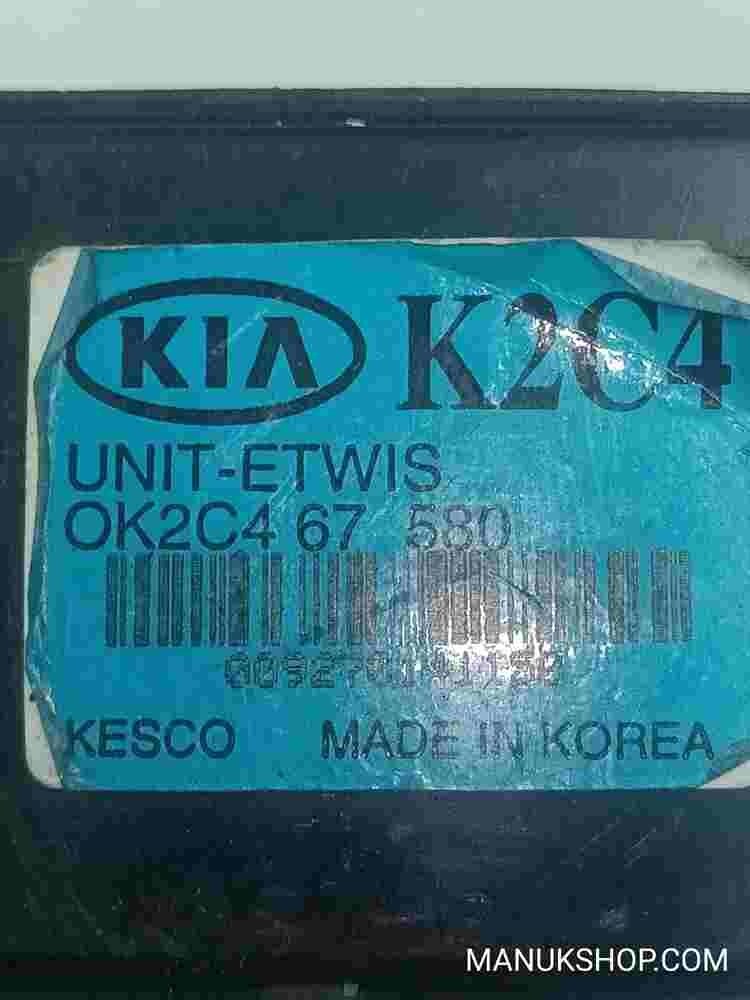 KIA K2C4
UNIT-ETWIS
OK2C4 67 580
KESCO MADE IN KOREA
MANUKSHOP.COM